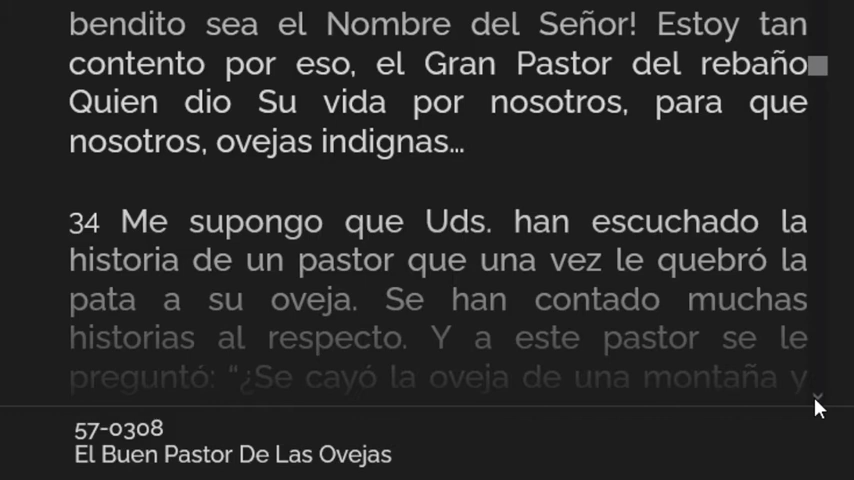 bendito sea el Nombre del Señor! Estoy tan
contento por eso, el Gran Pastor del rebaño
Quien dio Su vida por nosotros, para que
nosotros, ovejas indignas…
34 Me supongo que Uds. han escuchado la
historia de un pastor que una vez le quebró la
pata a su oveja. Se han contado muchas
historias al respecto. Y a este pastor se le
preguntó: “¿Se cayó la oveja de una montaña y
57-0308
El Buen Pastor De Las Ovejas